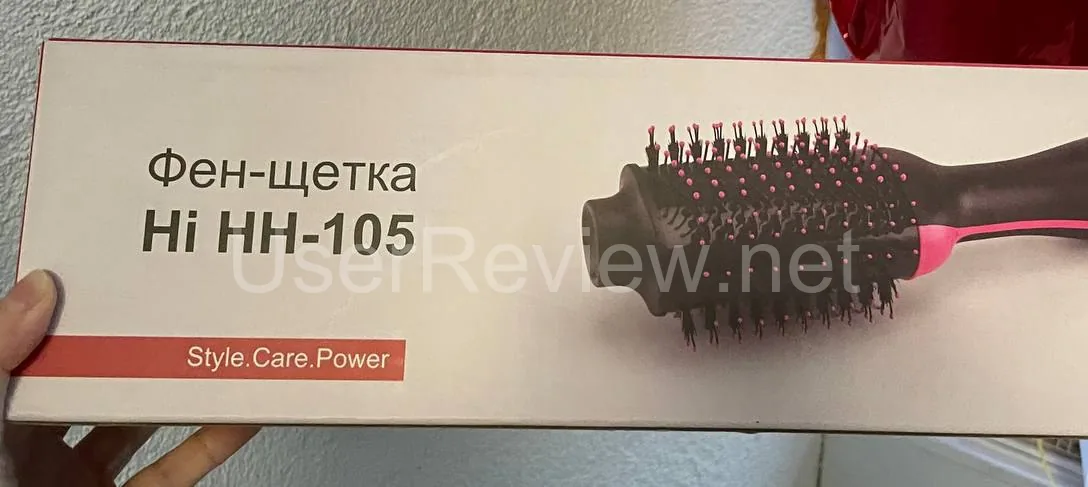 Фен-щетка
Hi HH-105
UserReview.net
Style.Care.Power